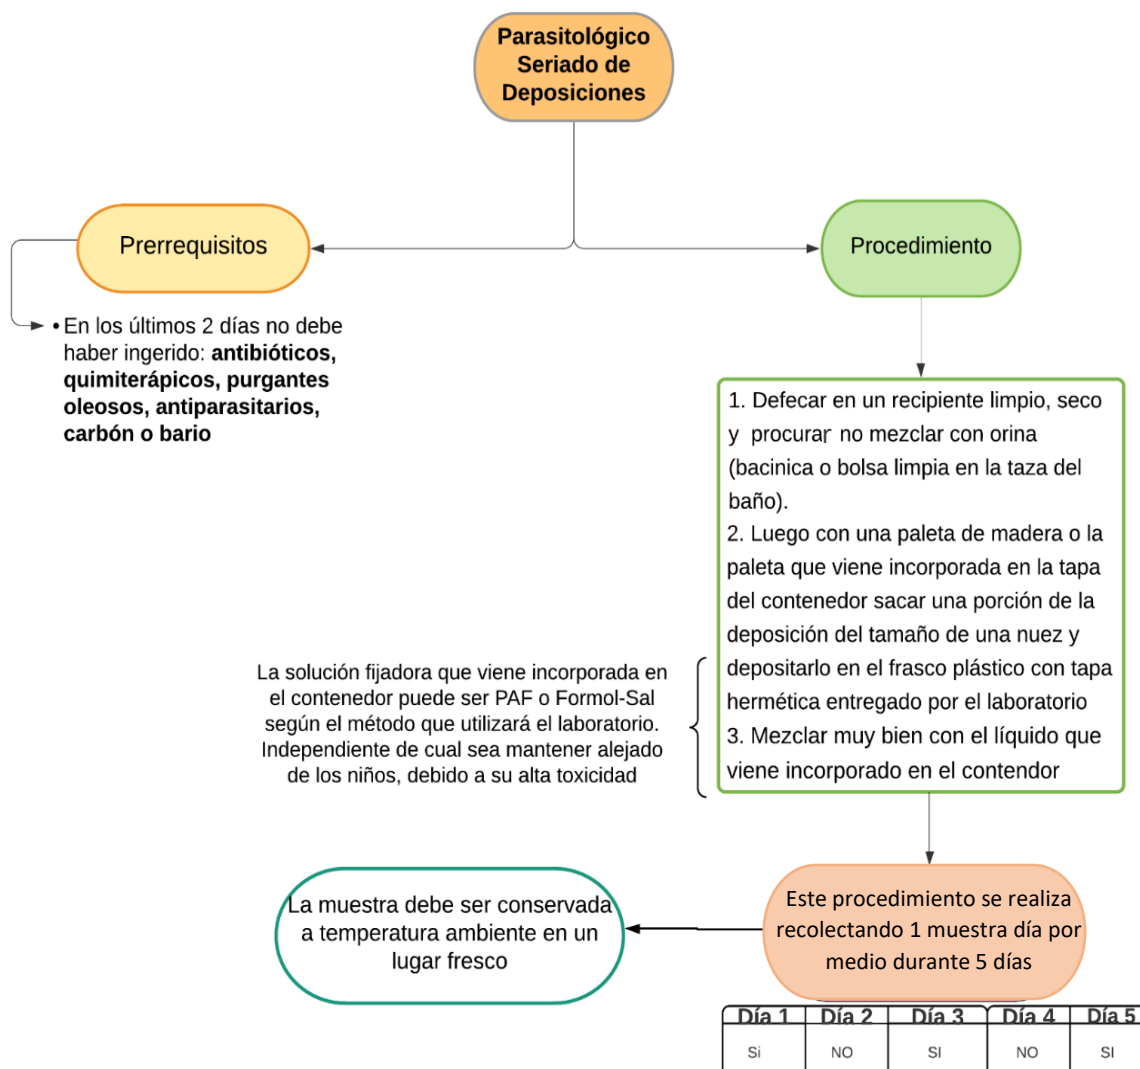 Parasitológico
Seriado de
Deposiciones
Prerrequisitos
Procedimiento
• En los últimos 2 días no debe
haber ingerido: antibióticos,
quimiterápicos, purgantes
oleosos, antiparasitarios,
carbón o bario
1. Defecar en un recipiente limpio, seco
y procurar no mezclar con orina
(bacinica o bolsa limpia en la taza del
baño).
2. Luego con una paleta de madera o la
paleta que viene incorporada en la tapa
del contenedor sacar una porción de la
deposición del tamaño de una nuez y
depositarlo en el frasco plástico con tapa
hermética entregado por el laboratorio
3. Mezclar muy bien con el líquido que
viene incorporado en el contendor
La solución fijadora que viene incorporada en
el contenedor puede ser PAF o Formol-Sal
según el método que utilizará el laboratorio.
Independiente de cual sea mantener alejado
de los niños, debido a su alta toxicidad
Este procedimiento se realiza
recolectando 1 muestra día por
medio durante 5 días
La muestra debe ser conservada
a temperatura ambiente en un
lugar fresco
Día 1 Día 2 Día 3 Día 4 Día 5
Si NO SI NO SI